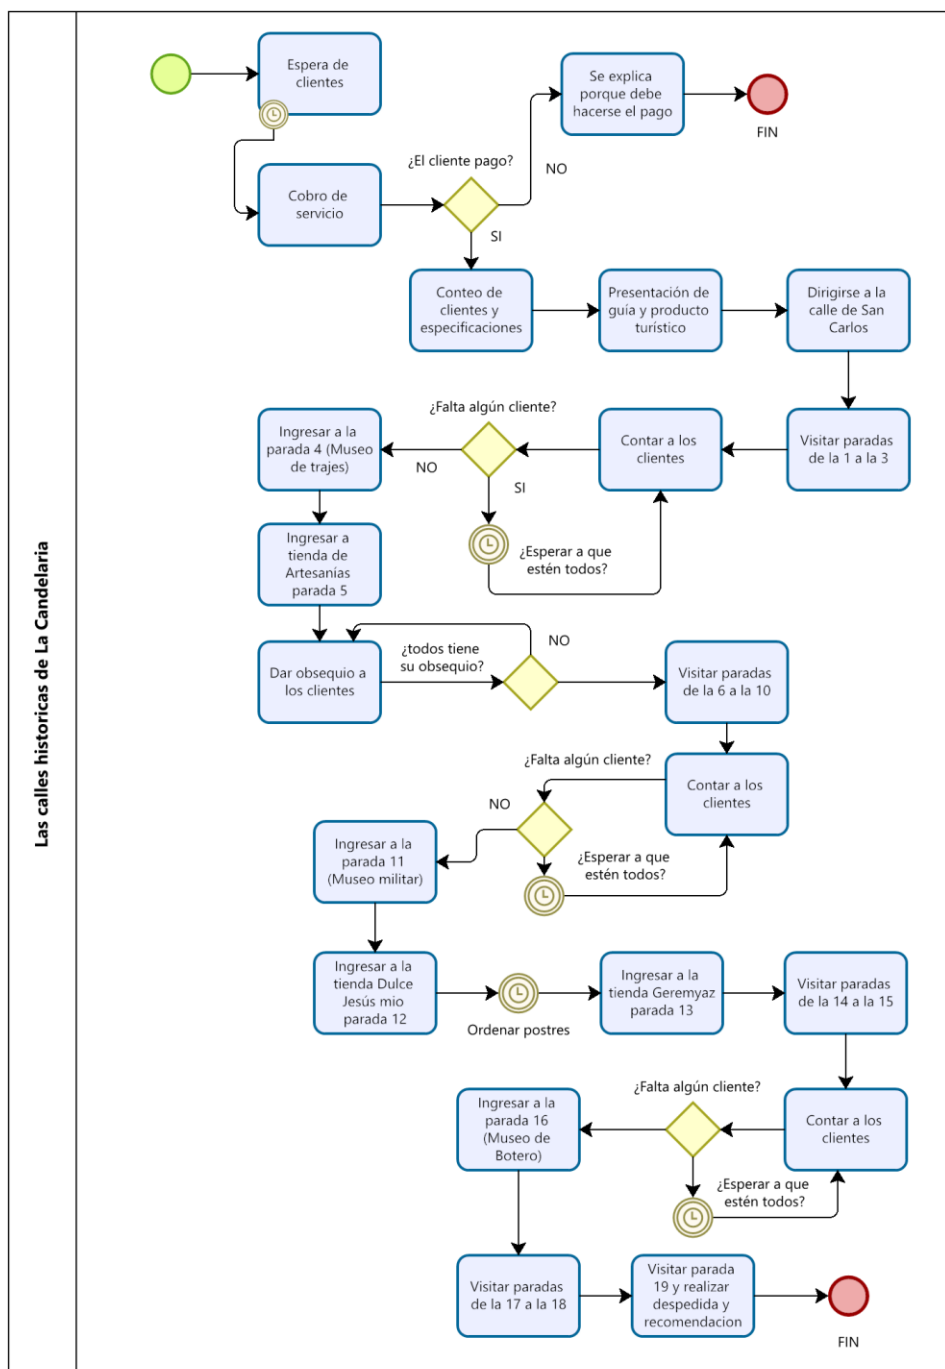 Las calles historicas de La Candelaria
Espera de
clientes
Se explica
porque debe
hacerse el pago
FIN
¿El cliente pago?
NO
Cobro de
servicio
SI
Conteo de
clientes y
especificaciones
Presentación de
guía y producto
turístico
Dirigirse a la
calle de San
Carlos
¿Falta algún cliente?
Ingresar a la
parada 4 (Museo
de trajes)
NO
SI
Contar a los
clientes
Visitar paradas
de la 1 a la 3
¿Esperar a que
estén todos?
Ingresar a
tienda de
Artesanías
parada 5
Dar obsequio a
los clientes
¿todos tiene
su obsequio?
NO
Visitar paradas
de la 6 a la 10
¿Falta algún cliente?
Contar a los
clientes
NO
¿Esperar a que
estén todos?
Ingresar a la
parada 11
(Museo militar)
Ingresar a la
tienda Dulce
Jesús mio
parada 12
Ordenar postres
Ingresar a la
tienda Geremyaz
parada 13
Visitar paradas
de la 14 a la 15
¿Falta algún cliente?
Contar a los
clientes
Ingresar a la
parada 16
(Museo de
Botero)
¿Esperar a que
estén todos?
Visitar paradas
de la 17 a la 18
Visitar parada
19 y realizar
despedida y
recomendacion
FIN